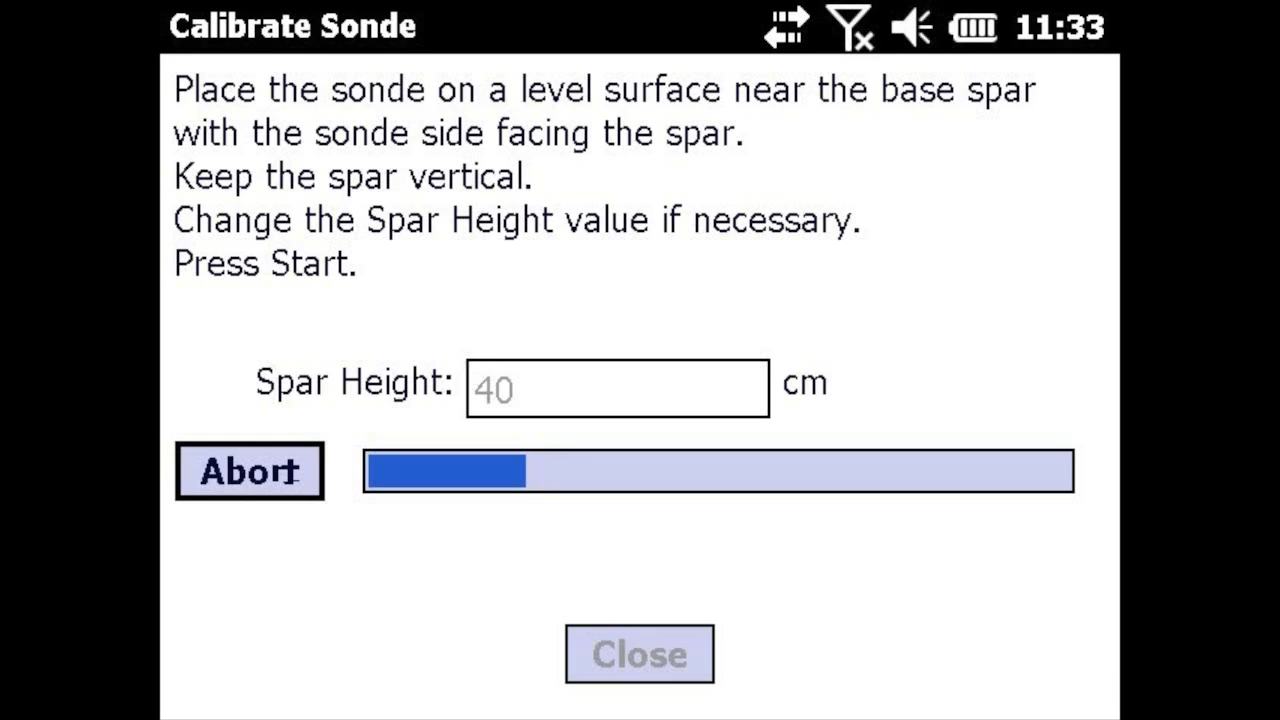 Calibrate Sonde 11:33
Place the sonde on a level surface near the base spar
with the sonde side facing the spar.
Keep the spar vertical.
Change the Spar Height value if necessary.
Press Start.
Spar Height: 40 cm
Abort
Close